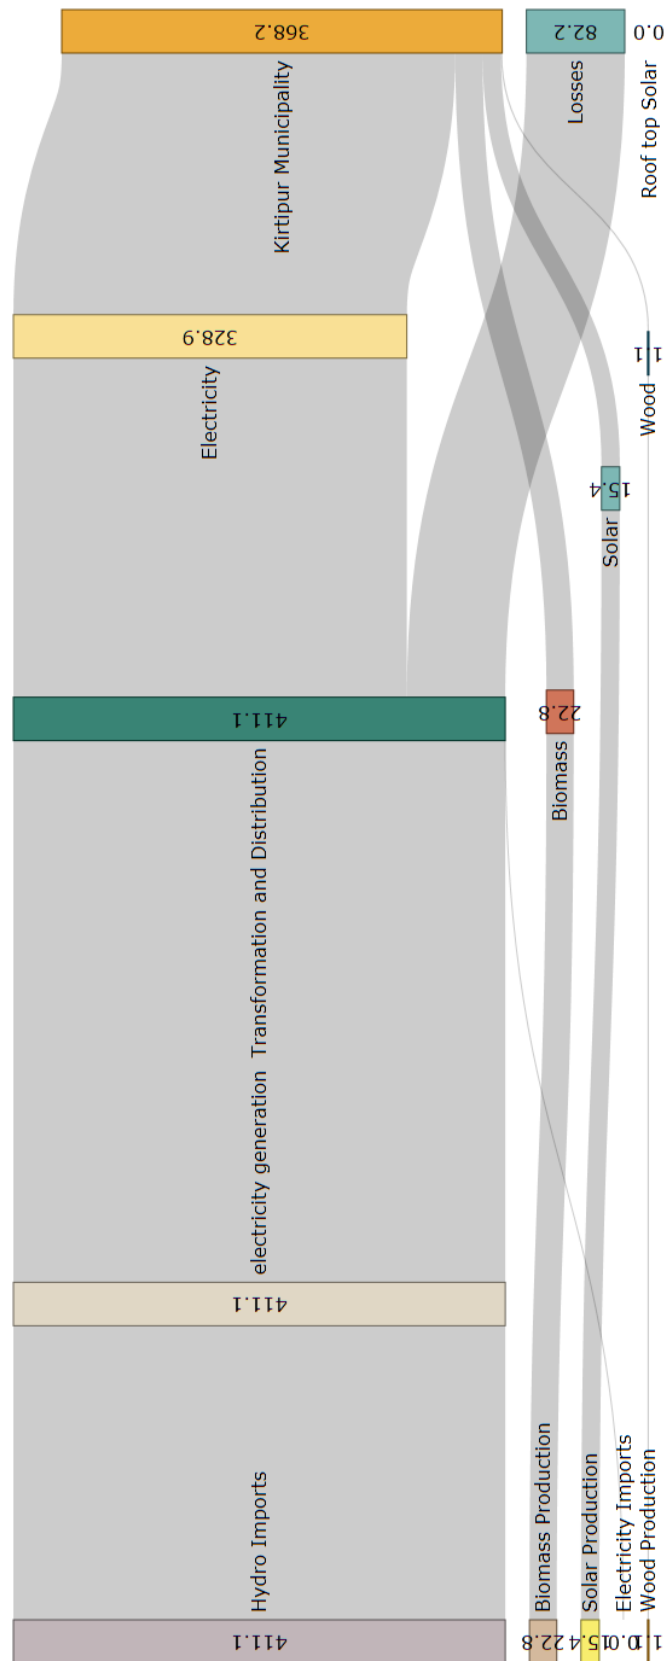 368.2
82.2
0.0
Kirtipur Municipality
Losses
Roof top Solar
328.9
1.1
Electricity
Wood
15.4
Solar
411.1
22.8
Transformation and Distribution
Biomass
electricity generation
411.1
Hydro Imports
Biomass Production
Solar Production
Electricity Imports
Wood Production
411.1
22.8
15.4
0.0
1.1